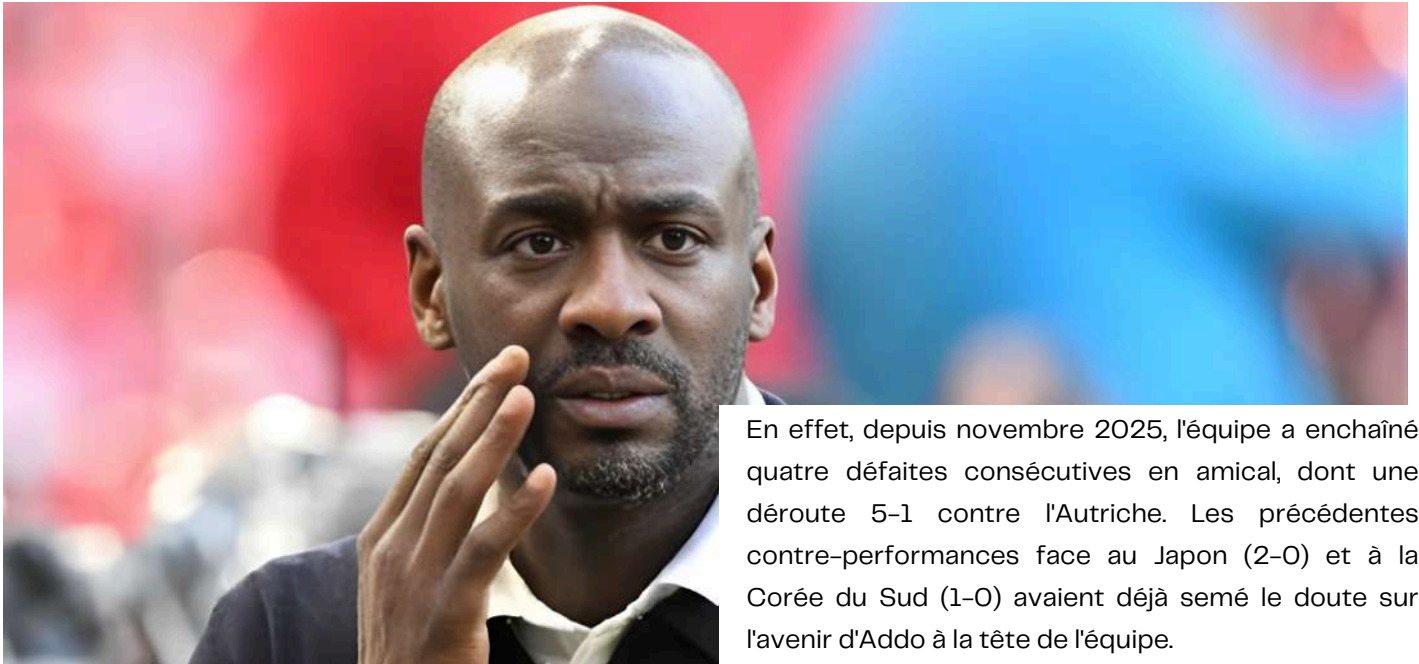 En effet, depuis novembre 2025, l'équipe a enchaîné
quatre défaites consécutives en amical, dont une
déroute 5-1 contre l'Autriche. Les précédentes
contre-performances face au Japon (2-0) et à la
Corée du Sud (1-0) avaient déjà semé le doute sur
l'avenir d'Addo à la tête de l'équipe.